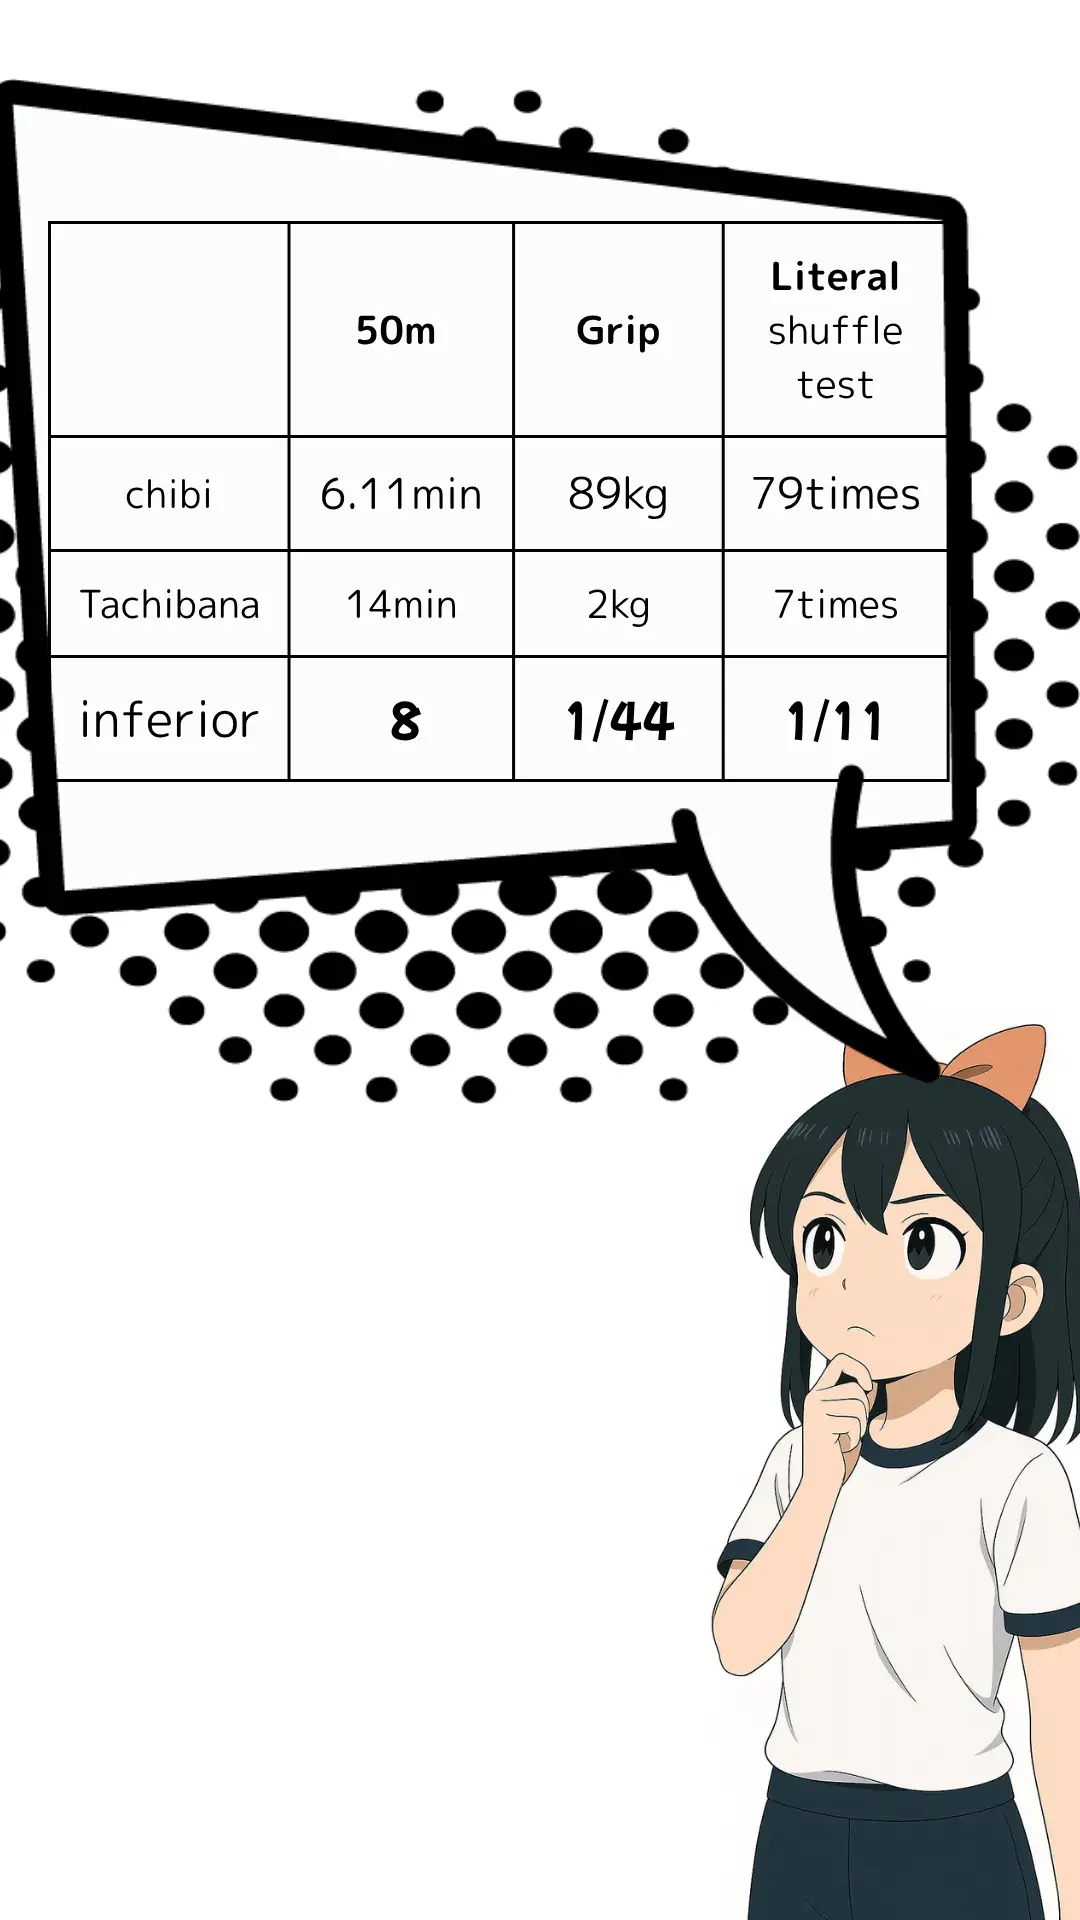 50m Grip Literal
shuffle
test
chibi 6.11min 89kg 79times
Tachibana 14min 2kg 7times
inferior 8 1/44 1/11